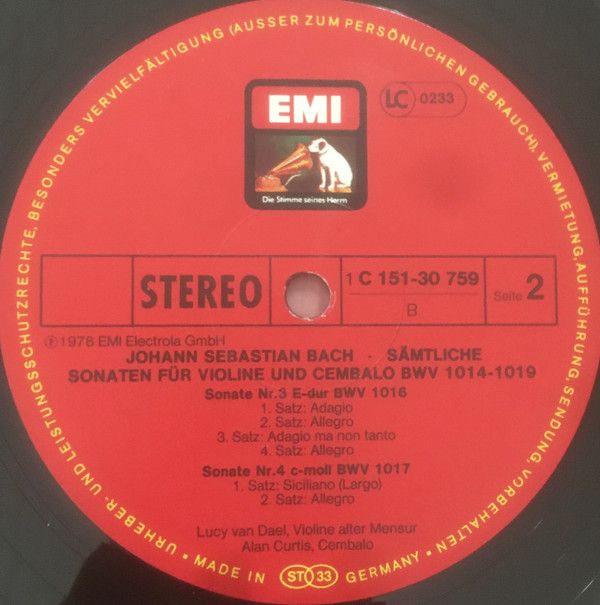 URHEBER- UND LEISTUNGSSCHUTZRECHTE, BESONDERS VERVIELFÄLTIGUNG (AUSSER ZUM PERSÖNLICHEN GEBRAUCH), VERMIETUNG, AUFFÜHRUNG, SENDUNG, VORBEHALTEN
EMI
LC 0233
Die Stimme seines Herrn
STEREO
1 C 151-30 759
B
Seite 2
℗ 1978 EMI Electrola GmbH
JOHANN SEBASTIAN BACH · SÄMTLICHE
SONATEN FÜR VIOLINE UND CEMBALO BWV 1014-1019
Sonate Nr.3 E-dur BWV 1016
1. Satz: Adagio
2. Satz: Allegro
3. Satz: Adagio ma non tanto
4. Satz: Allegro
Sonate Nr.4 c-moll BWV 1017
1. Satz: Siciliano (Largo)
2. Satz: Allegro
Lucy van Dael, Violine alter Mensur
Alan Curtis, Cembalo
• MADE IN ST 33 GERMANY •